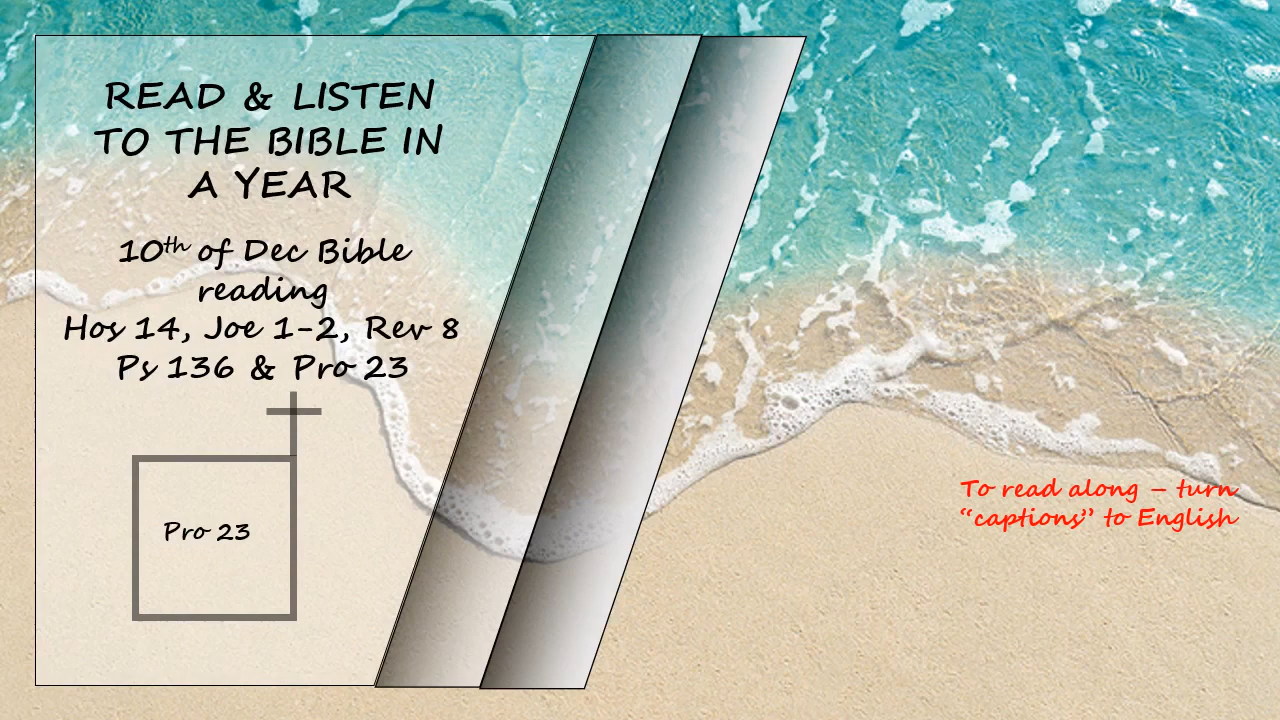 READ & LISTEN
TO THE BIBLE IN
A YEAR
10th of Dec Bible
reading
Hos 14, Joe 1-2, Rev 8
Ps 136 & Pro 23
Pro 23
To read along – turn
“captions” to English